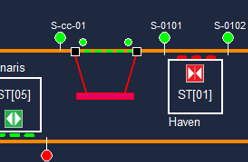 S-cc-01
S-0101
S-0102
naris
ST[05]
ST[01]
Haven